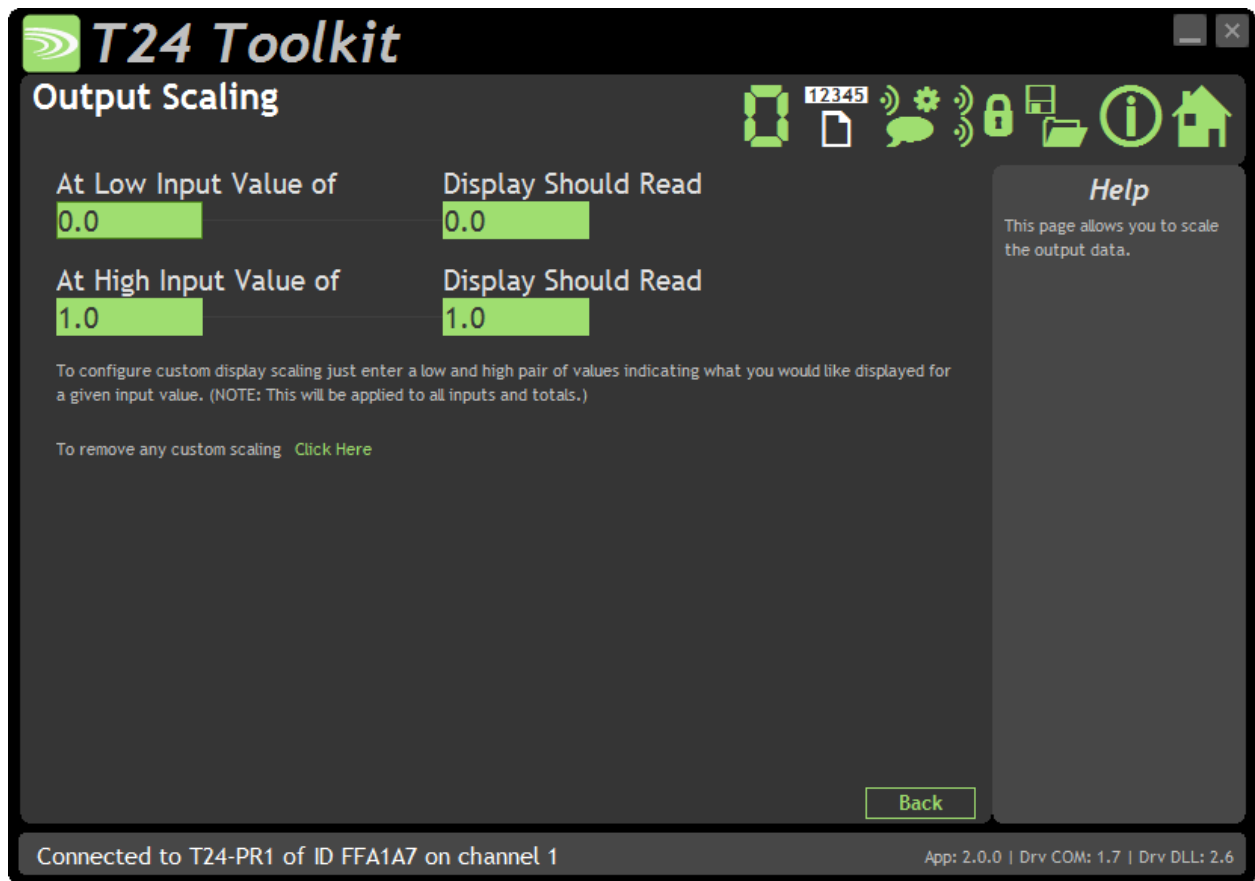 T24 Toolkit
Output Scaling
12345
At Low Input Value of
Display Should Read
0.0
0.0
At High Input Value of
Display Should Read
1.0
1.0
To configure custom display scaling just enter a low and high pair of values indicating what you would like displayed for
a given input value. (NOTE: This will be applied to all inputs and totals.)
To remove any custom scaling Click Here
Help
This page allows you to scale
the output data.
Back
Connected to T24-PR1 of ID FFA1A7 on channel 1
App: 2.0.0 | Drv COM: 1.7 | Drv DLL: 2.6